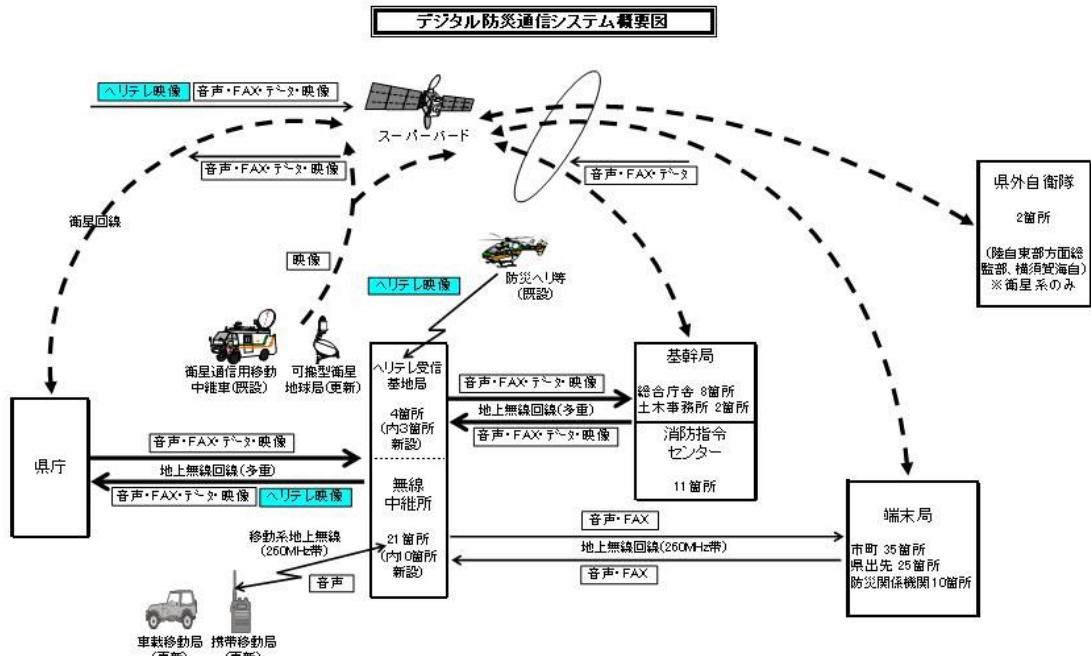 デジタル防災通信システム概要図
ヘリテレ映像
音声・FAX・データ・映像
スーパーバード
音声・FAX・データ・映像
音声・FAX・データ
衛星回線
映像
県外自衛隊
2箇所
(陸自東部方面総
監部、横須賀海自)
※衛星系のみ
ヘリテレ映像
防災ヘリ等
(既設)
衛星通信用移動
中継車(既設)
可搬型衛星
地球局(更新)
ヘリテレ受信
基地局
4箇所
(内3箇所
新設)
無線
中継所
21箇所
(内10箇所
新設)
音声・FAX・データ・映像
地上無線回線(多重)
音声・FAX・データ・映像
基幹局
総合庁舎 8箇所
土木事務所 2箇所
消防指令
センター
11箇所
県庁
音声・FAX・データ・映像
地上無線回線(多重)
音声・FAX・データ・映像
ヘリテレ映像
移動系地上無線
(260MHz帯)
音声
音声・FAX
地上無線回線(260MHz帯)
音声・FAX
端末局
市町 35箇所
県出先 25箇所
防災関係機関 10箇所
車載移動局
(更新)
携帯移動局
(更新)